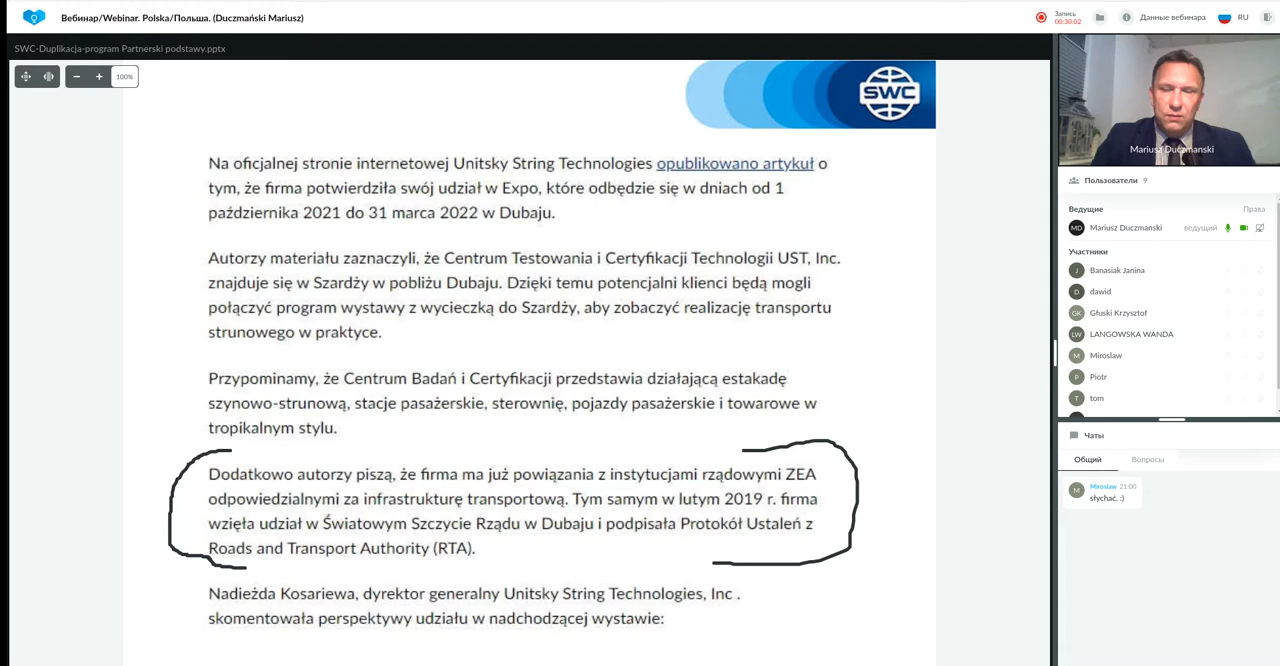 Вебинар/Webinar. Polska/Польша. (Duczmański Mariusz)
Запись
00:30:02
Данные вебинара
RU
SWC-Duplikacja-program Partnerski podstawy.pptx
100%
SWC
Na oficjalnej stronie internetowej Unitsky String Technologies opublikowano artykuł o
tym, że firma potwierdziła swój udział w Expo, które odbędzie się w dniach od 1
października 2021 do 31 marca 2022 w Dubaju.
Autorzy materiału zaznaczyli, że Centrum Testowania i Certyfikacji Technologii UST, Inc.
znajduje się w Szardży w pobliżu Dubaju. Dzięki temu potencjalni klienci będą mogli
połączyć program wystawy z wycieczką do Szardży, aby zobaczyć realizację transportu
strunowego w praktyce.
Przypominamy, że Centrum Badań i Certyfikacji przedstawia działającą estakadę
szynowo-strunową, stacje pasażerskie, sterownię, pojazdy pasażerskie i towarowe w
tropikalnym stylu.
Dodatkowo autorzy piszą, że firma ma już powiązania z instytucjami rządowymi ZEA
odpowiedzialnymi za infrastrukturę transportową. Tym samym w lutym 2019 r. firma
wzięła udział w Światowym Szczycie Rządu w Dubaju i podpisała Protokół Ustaleń z
Roads and Transport Authority (RTA).
Nadieżda Kosariewa, dyrektor generalny Unitsky String Technologies, Inc .
skomentowała perspektywy udziału w nadchodzącej wystawie:
Mariusz Duczmanski
Пользователи 9
Ведущие Права
MD Mariusz Duczmanski ведущий
Участники
J Banasiak Janina
D dawid
GK Głuski Krzysztof
LW LANGOWSKA WANDA
M Miroslaw
P Piotr
T tom
Чаты
Общий Вопросы
M Miroslaw 21:00
słychać. :)